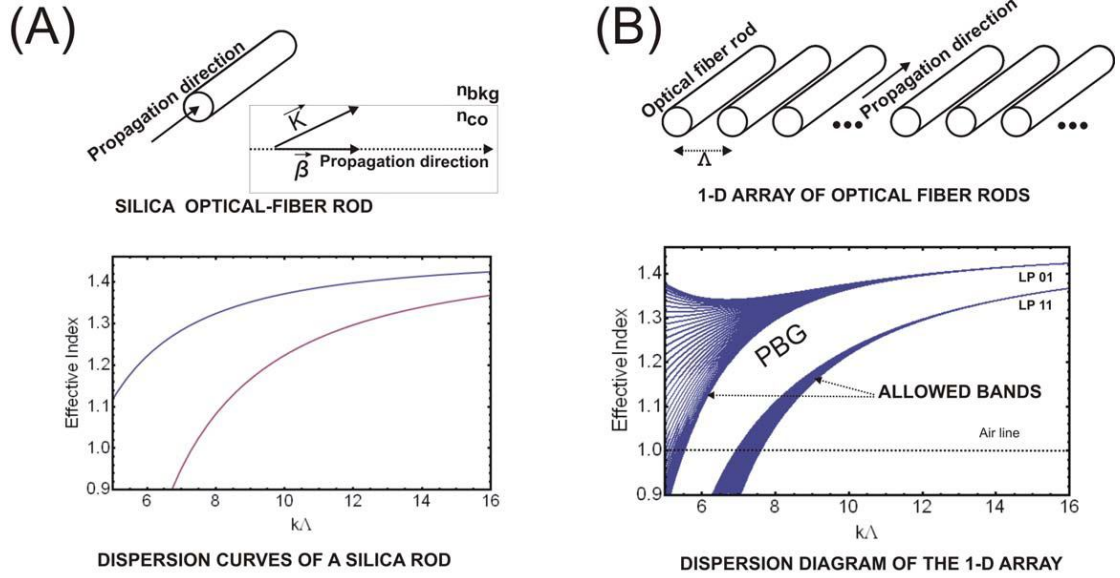 (A)
Propagation direction
n_bkg
n_co
K
β
Propagation direction
SILICA OPTICAL-FIBER ROD
Effective Index
1.4
1.3
1.2
1.1
1.0
0.9
6
8
10
12
14
16
kΛ
DISPERSION CURVES OF A SILICA ROD
(B)
Optical fiber rod
Propagation direction
Λ
1-D ARRAY OF OPTICAL FIBER RODS
Effective Index
1.4
1.3
1.2
1.1
1.0
0.9
LP 01
LP 11
PBG
ALLOWED BANDS
Air line
6
8
10
12
14
16
kΛ
DISPERSION DIAGRAM OF THE 1-D ARRAY